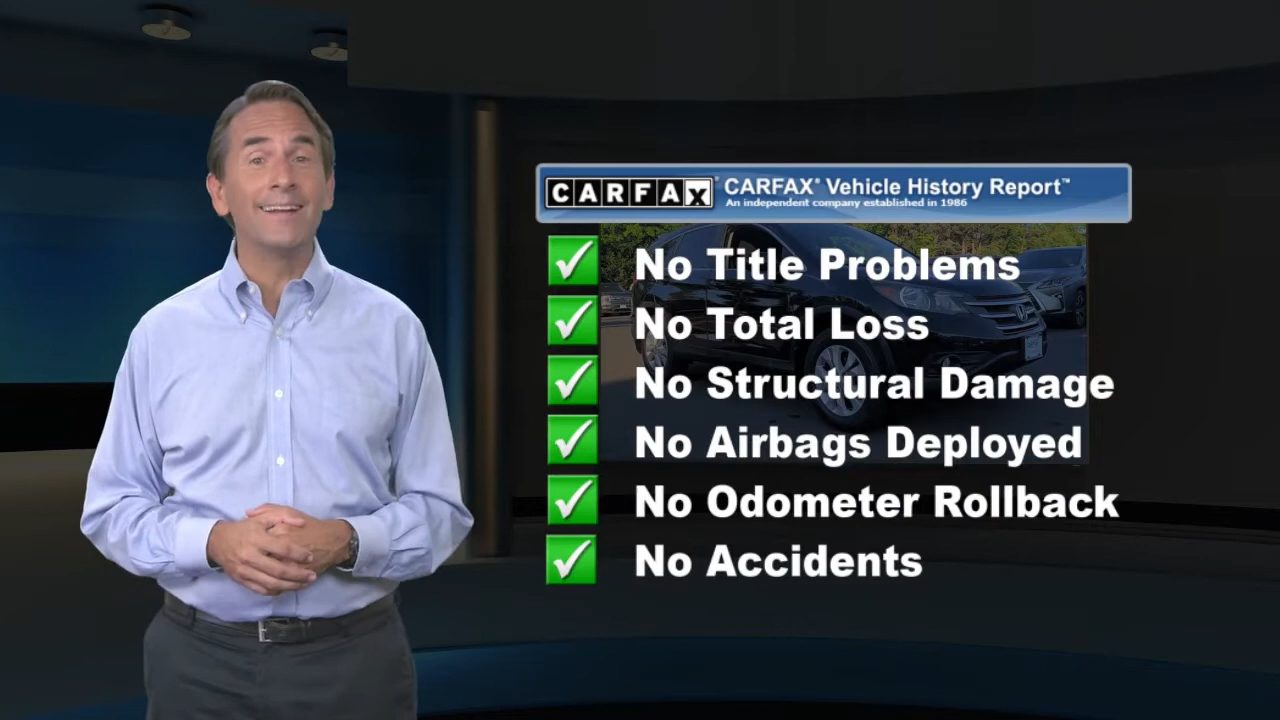 CARFAX® CARFAX® Vehicle History Report™
An independent company established in 1986
No Title Problems
No Total Loss
No Structural Damage
No Airbags Deployed
No Odometer Rollback
No Accidents